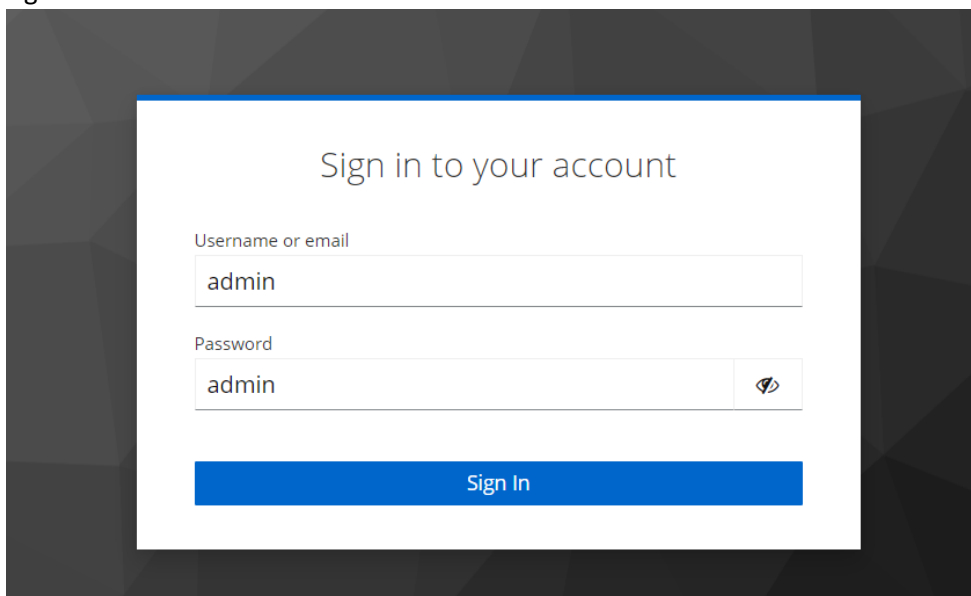 Sign in to your account
Username or email
admin
Password
admin
Sign In